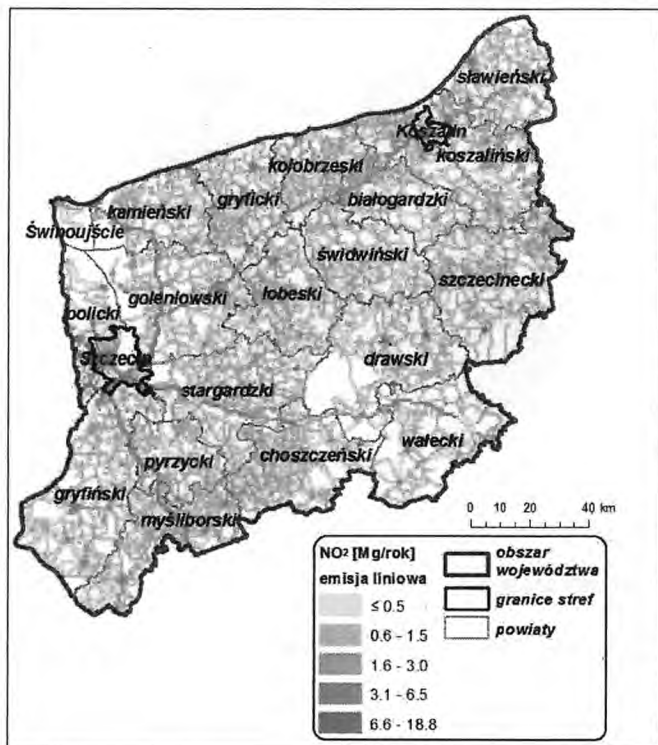 sławieński
Koszalin
koszaliński
kołobrzeski
białogardzki
gryficki
kamieński
Świnoujście
świdwiński
szczecinecki
goleniowski
łobeski
policki
Szczecin
drawski
stargardzki
wałecki
choszczeński
pyrzycki
gryfiński
myśliborski
0 10 20 40 km
NO2 [Mg/rok]
emisja liniowa
≤ 0.5
0.6 - 1.5
1.6 - 3.0
3.1 - 6.5
6.6 - 18.8
obszar
województwa
granice stref
powiaty